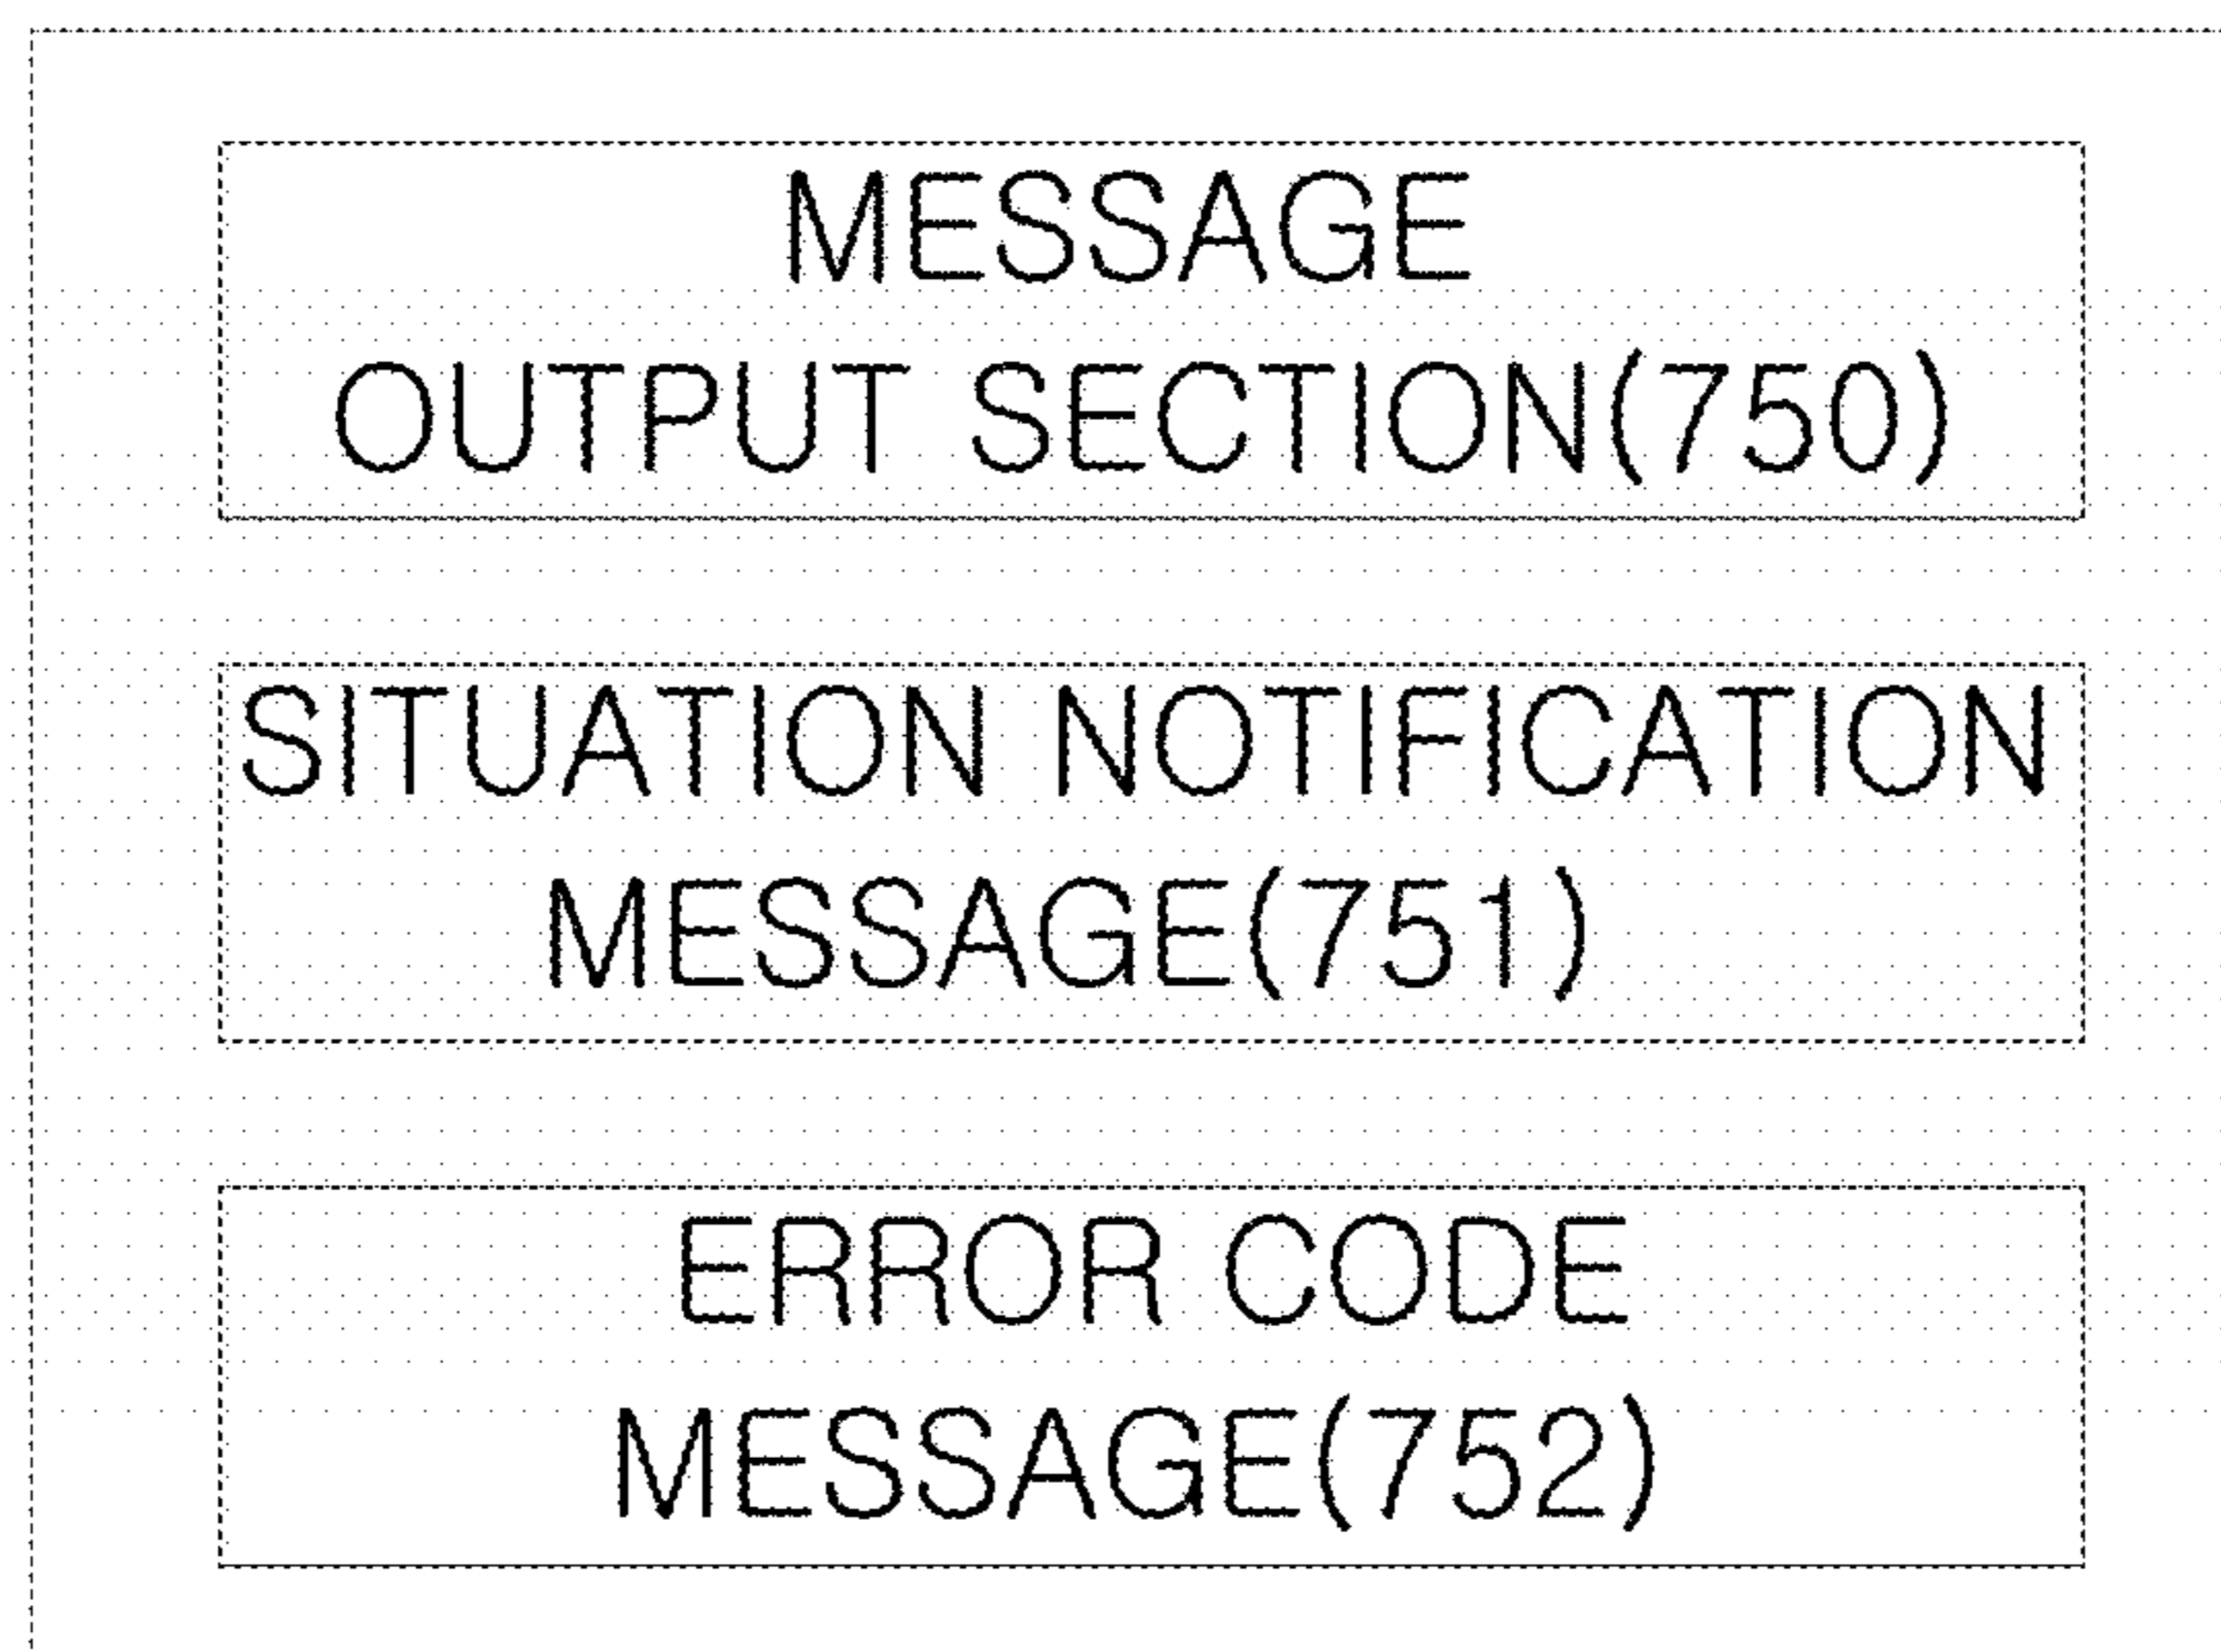 MESSAGE
OUTPUT SECTION(750)
SITUATION NOTIFICATION
MESSAGE(751)
ERROR CODE
MESSAGE(752)